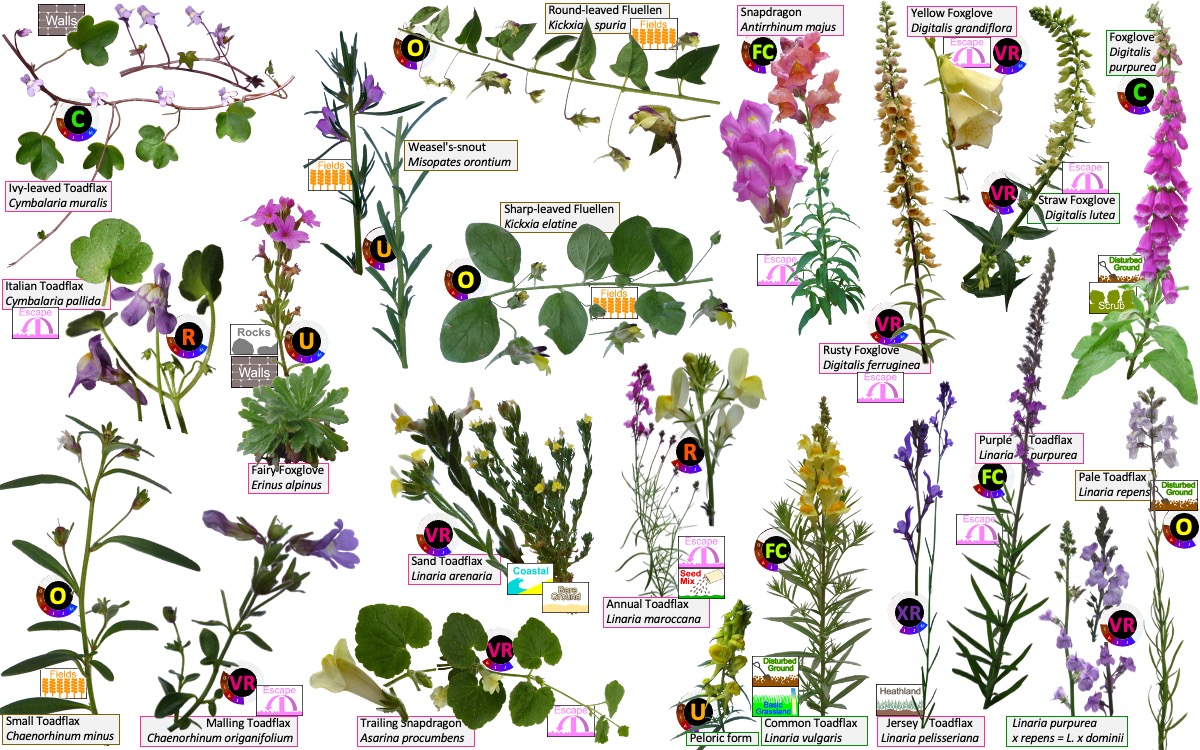 Walls
C
Ivy-leaved Toadflax
Cymbalaria muralis
Round-leaved Fluellen
Kickxia spuria
Fields
O
Weasel's-snout
Misopates orontium
Fields
U
Sharp-leaved Fluellen
Kickxia elatine
O
Fields
Snapdragon
Antirrhinum majus
FC
Escape
Yellow Foxglove
Digitalis grandiflora
Escape
VR
Straw Foxglove
Digitalis lutea
VR
Escape
Foxglove
Digitalis
purpurea
C
Disturbed
Ground
Scrub
Rusty Foxglove
Digitalis ferruginea
VR
Escape
Italian Toadflax
Cymbalaria pallida
Escape
R
Rocks
Walls
U
Fairy Foxglove
Erinus alpinus
VR
Sand Toadflax
Linaria arenaria
Coastal
Bare
Ground
R
Escape
Seed
Mix
Annual Toadflax
Linaria maroccana
FC
Disturbed
Ground
Basic
Grassland
Common Toadflax
Linaria vulgaris
U
Peloric form
XR
Heathland
Jersey Toadflax
Linaria pelisseriana
Purple Toadflax
Linaria purpurea
FC
Escape
Pale Toadflax
Linaria repens
Disturbed
Ground
O
VR
Linaria purpurea
x repens = L. x dominii
O
Fields
Small Toadflax
Chaenorhinum minus
VR
Escape
Malling Toadflax
Chaenorhinum origanifolium
VR
Escape
Trailing Snapdragon
Asarina procumbens